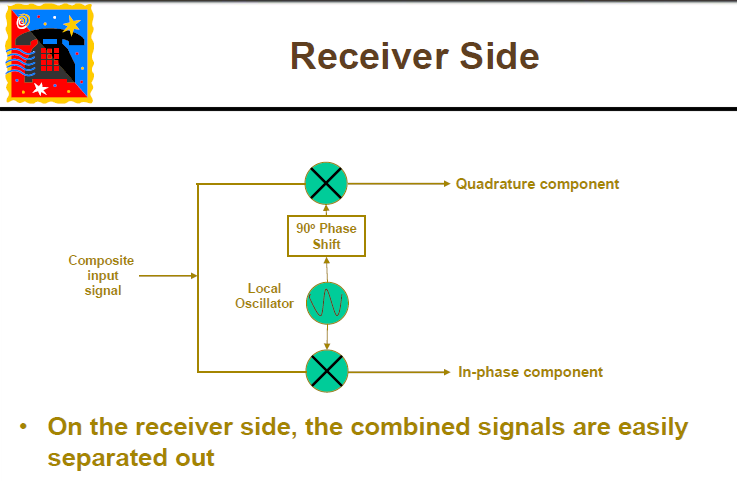 Receiver Side
Quadrature component
90º Phase
Shift
Composite
input
signal
Local
Oscillator
In-phase component
• On the receiver side, the combined signals are easily
separated out